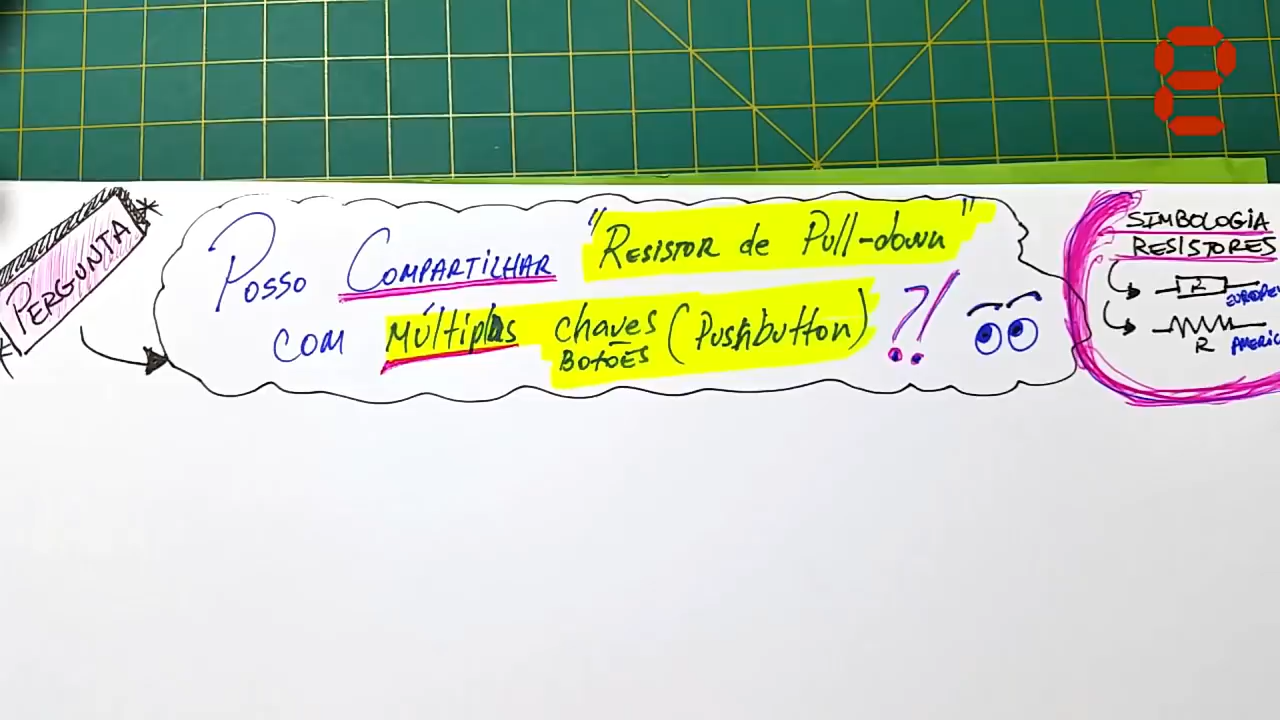 PERGUNTA
Posso COMPARTILHAR "RESISTOR de Pull-down"
COM Múltiplas chaves (Pushbutton) ?!
BOTÕES
SIMBOLOGIA
RESISTORES
R
R
e